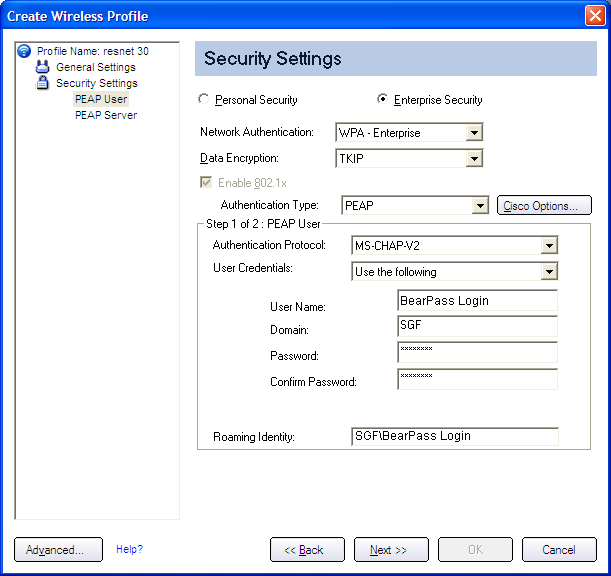 Create Wireless Profile
Profile Name: resnet 30
General Settings
Security Settings
PEAP User
PEAP Server
Security Settings
Personal Security
Enterprise Security
Network Authentication:
WPA - Enterprise
Data Encryption:
TKIP
Enable 802.1x
Authentication Type:
PEAP
Cisco Options...
Step 1 of 2 : PEAP User
Authentication Protocol:
MS-CHAP-V2
User Credentials:
Use the following
User Name:
BearPass Login
Domain:
SGF
Password:
********
Confirm Password:
********
Roaming Identity:
SGF\BearPass Login
Advanced...
Help?
<< Back
Next >>
OK
Cancel